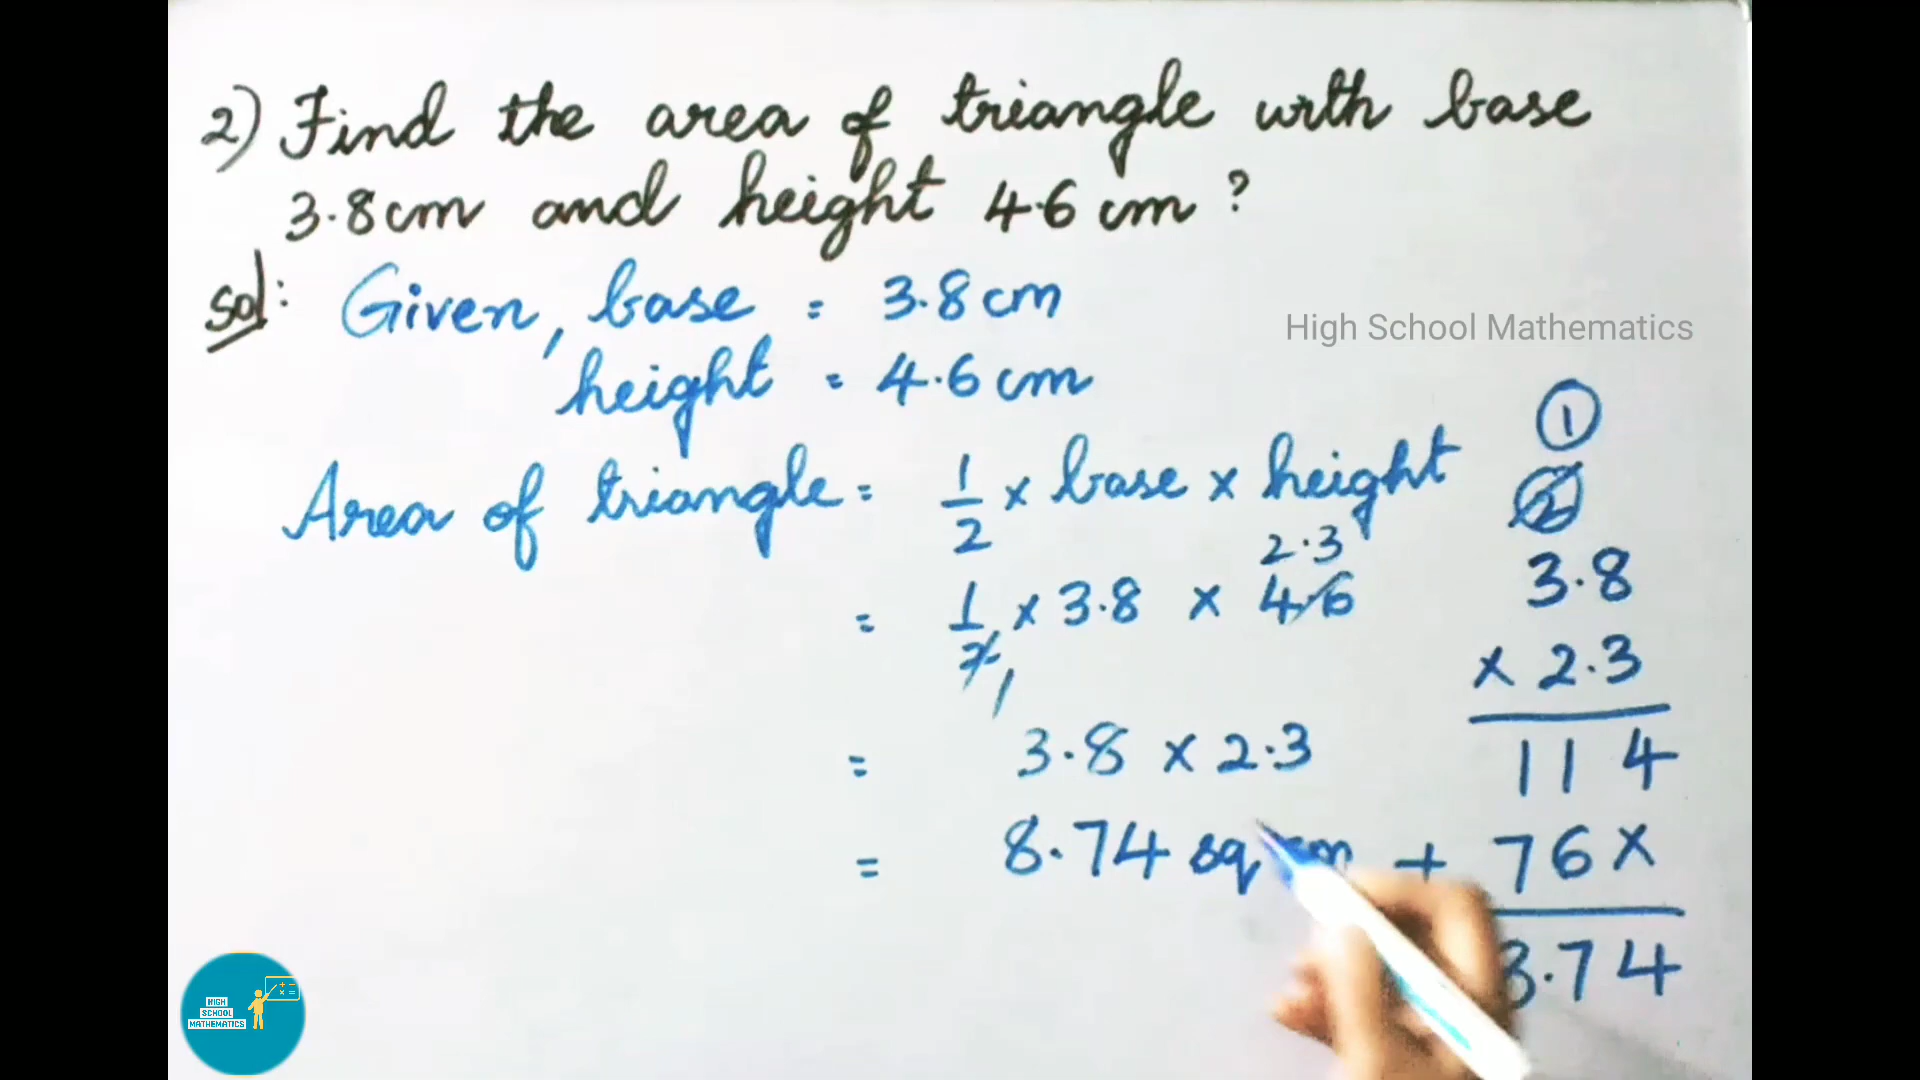 2) Find the area of triangle with base
3.8cm and height 4.6 cm ?
Sol: Given, base = 3.8cm
height = 4.6 cm
High School Mathematics
Area of triangle = 1/2 × base × height
2.3
= 1/2 × 3.8 × 4.6
1
= 3.8 × 2.3
= 8.74 sq cm
1
2
3.8
× 2.3
114
+ 76×
8.74
HIGH
SCHOOL
MATHEMATICS